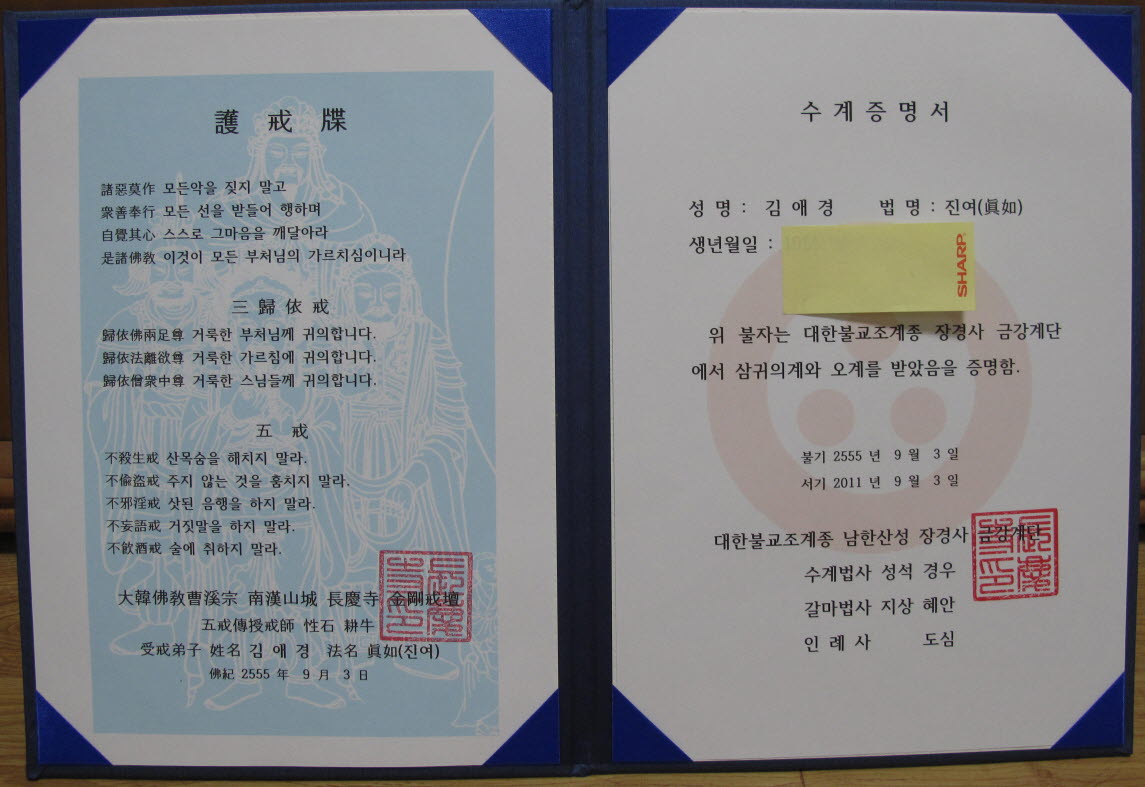 護 戒 牒
諸惡莫作 모든악을 짖지 말고
衆善奉行 모든 선을 받들어 행하며
自覺其心 스스로 그마음을 깨달아라
是諸佛敎 이것이 모든 부처님의 가르치심이니라
三 歸 依 戒
歸依佛兩足尊 거룩한 부처님께 귀의합니다.
歸依法離欲尊 거룩한 가르침에 귀의합니다.
歸依僧衆中尊 거룩한 스님들께 귀의합니다.
五 戒
不殺生戒 산목숨을 해치지 말라.
不偸盜戒 주지 않는 것을 훔치지 말라.
不邪淫戒 삿된 음행을 하지 말라.
不妄語戒 거짓말을 하지 말라.
不飮酒戒 술에 취하지 말라.
大韓佛敎曹溪宗 南漢山城 長慶寺 金剛戒壇
五戒傳授戒師 性石 耕牛
受戒弟子 姓名 김 애 경 法名 眞如(진여)
佛紀 2555 年 9 月 3 日
수 계 증 명 서
성 명 : 김 애 경 법 명 : 진여(眞如)
생년월일 :
SHARP
위 불자는 대한불교조계종 장경사 금강계단
에서 삼귀의계와 오계를 받았음을 증명함.
불기 2555 년 9 월 3 일
서기 2011 년 9 월 3 일
대한불교조계종 남한산성 장경사 금강계단
수계법사 성석 경우
갈마법사 지상 혜안
인 례 사 도심